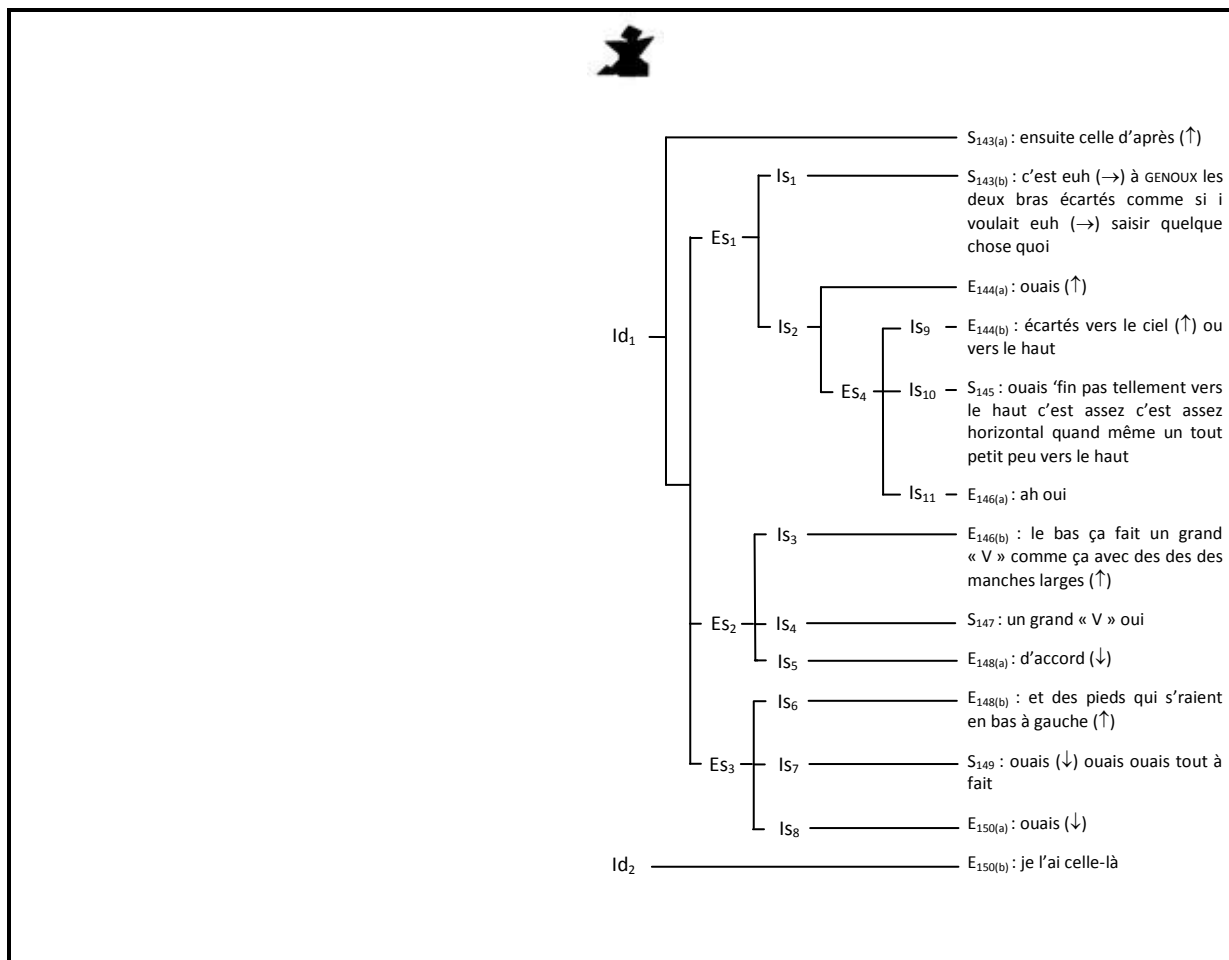 S143(a) : ensuite celle d'après (↑)
Is1
S143(b) : c'est euh (→) à GENOUX les
deux bras écartés comme si i
voulait euh (→) saisir quelque
chose quoi
Es1
E144(a) : ouais (↑)
Id1
Is2
Is9
E144(b) : écartés vers le ciel (↑) ou
vers le haut
Es4
Is10
S145 : ouais ‘fin pas tellement vers
le haut c'est assez c'est assez
horizontal quand même un tout
petit peu vers le haut
Is11
E146(a) : ah oui
Is3
E146(b) : le bas ça fait un grand
« V » comme ça avec des des des
manches larges (↑)
Es2
Is4
S147 : un grand « V » oui
Is5
E148(a) : d'accord (↓)
Is6
E148(b) : et des pieds qui s'raient
en bas à gauche (↑)
Es3
Is7
S149 : ouais (↓) ouais ouais tout à
fait
Is8
E150(a) : ouais (↓)
Id2
E150(b) : je l'ai celle-là